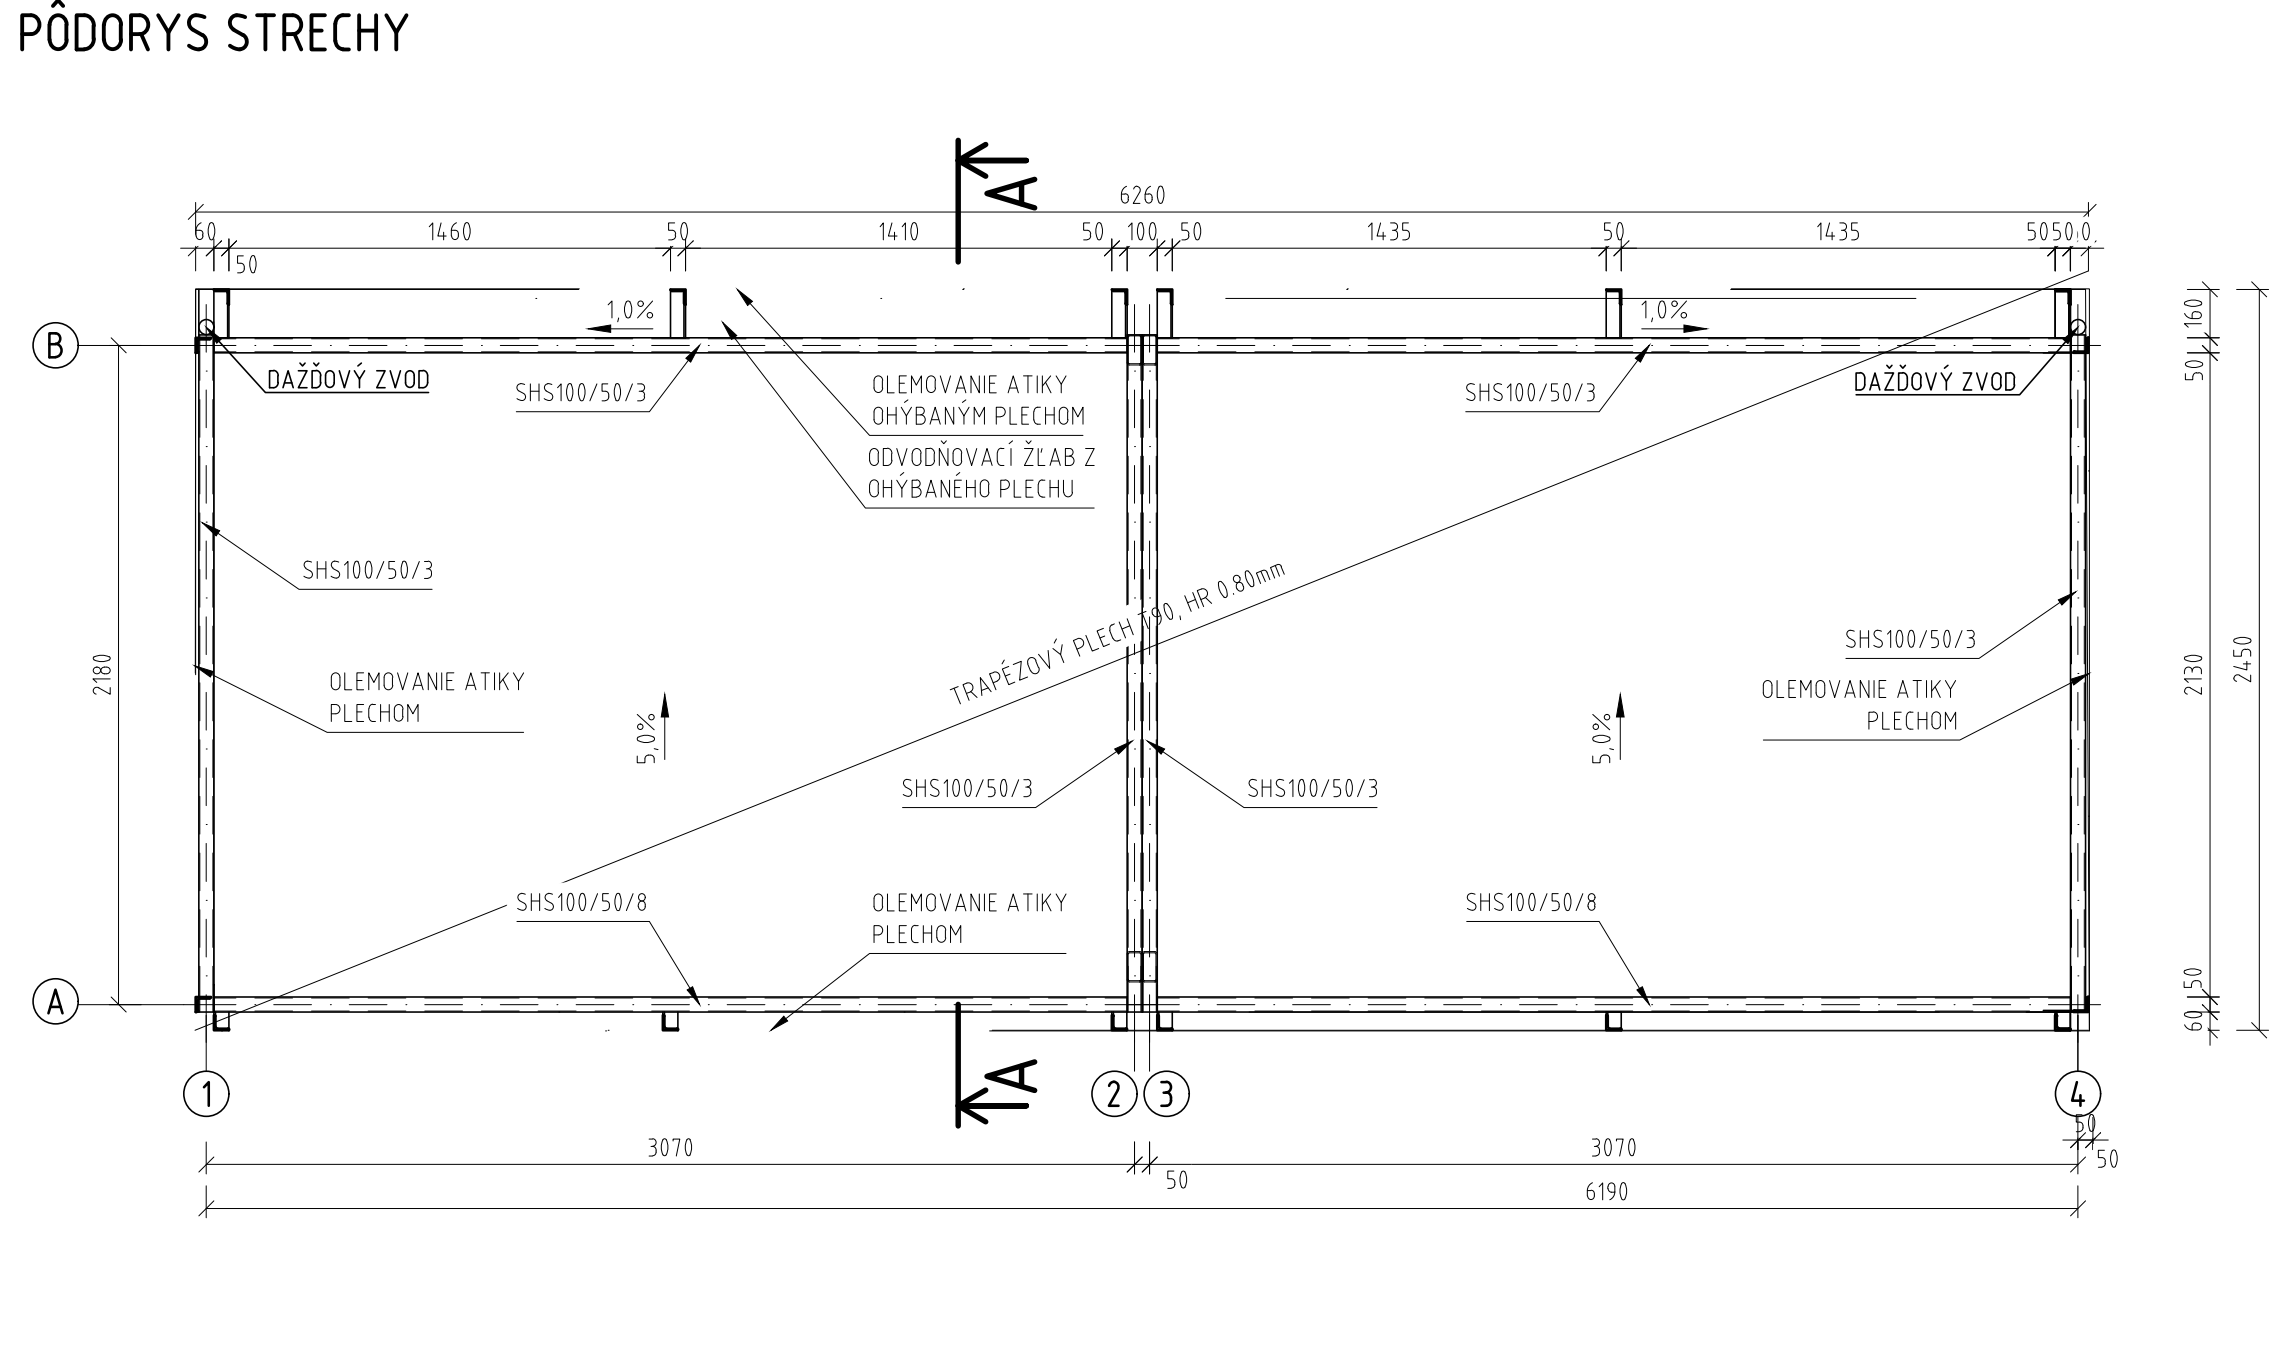 PÔDORYS STRECHY
A
6260
60
1460
50
1410
50
100
50
1435
50
1435
50
50
50
1,0%
1,0%
160
B
DAŽĎOVÝ ZVOD
SHS100/50/3
OLEMOVANIE ATIKY
OHÝBANÝM PLECHOM
SHS100/50/3
DAŽĎOVÝ ZVOD
50
ODVODŇOVACÍ ŽĽAB Z
OHÝBANÉHO PLECHU
SHS100/50/3
TRAPÉZOVÝ PLECH T90, HR 0.80mm
SHS100/50/3
2180
OLEMOVANIE ATIKY
PLECHOM
5,0%
5,0%
OLEMOVANIE ATIKY
PLECHOM
2130
2450
SHS100/50/3
SHS100/50/3
SHS100/50/8
OLEMOVANIE ATIKY
PLECHOM
SHS100/50/8
50
A
60
1
A
2
3
4
50
3070
3070
50
50
6190